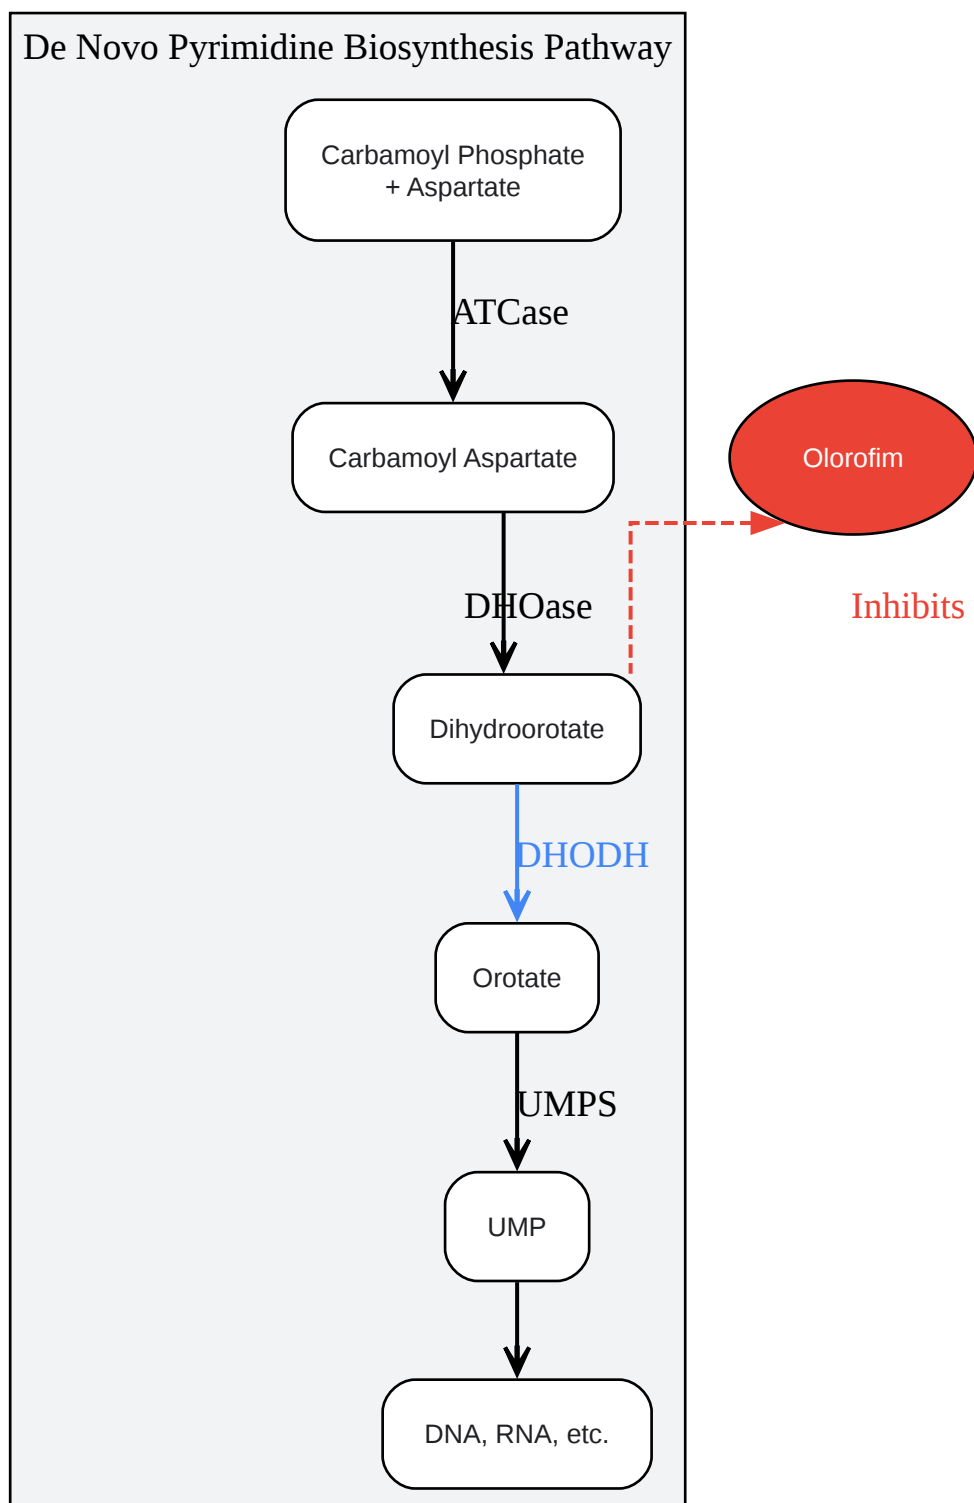 De Novo Pyrimidine Biosynthesis Pathway
Carbamoyl Phosphate
+ Aspartate
ATCase
Carbamoyl Aspartate
Olorofim
DHOase
Inhibits
Dihydroorotate
DHODH
Orotate
UMPS
UMP
DNA, RNA, etc.